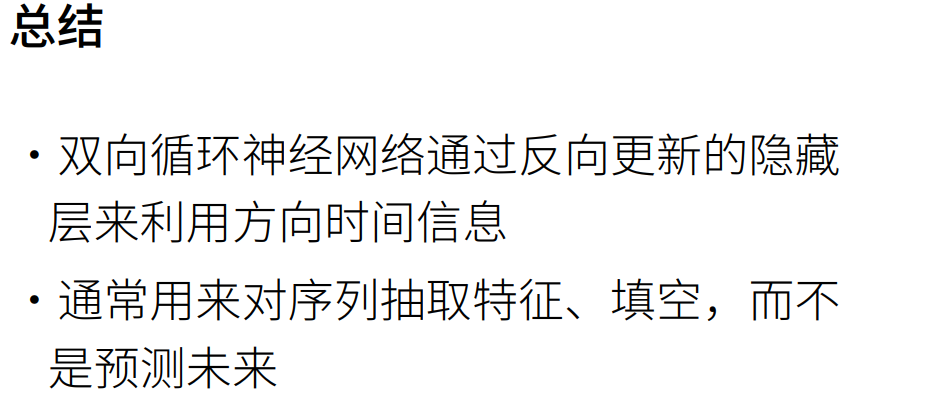 总结
• 双向循环神经网络通过反向更新的隐藏
层来利用方向时间信息
• 通常用来对序列抽取特征、填空，而不
是预测未来